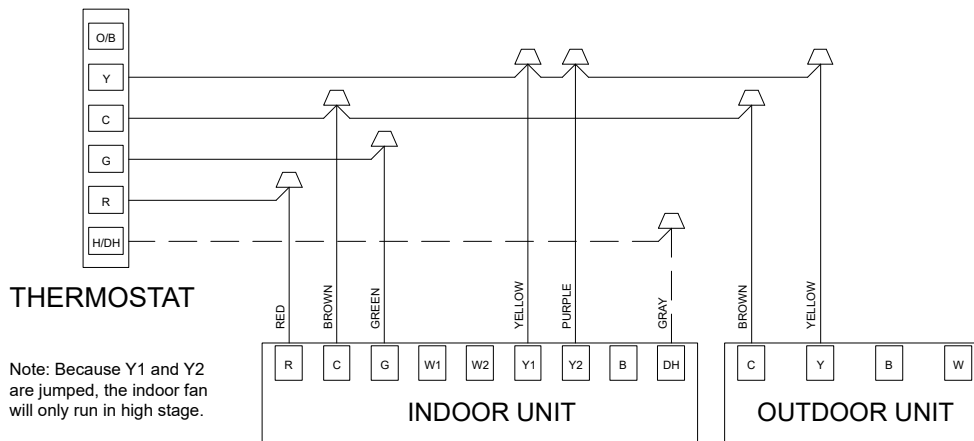 O/B
Y
C
G
R
H/DH
THERMOSTAT
RED
BROWN
GREEN
YELLOW
PURPLE
GRAY
BROWN
YELLOW
Note: Because Y1 and Y2
are jumped, the indoor fan
will only run in high stage.
R C G W1 W2 Y1 Y2 B DH
INDOOR UNIT
C Y B W
OUTDOOR UNIT